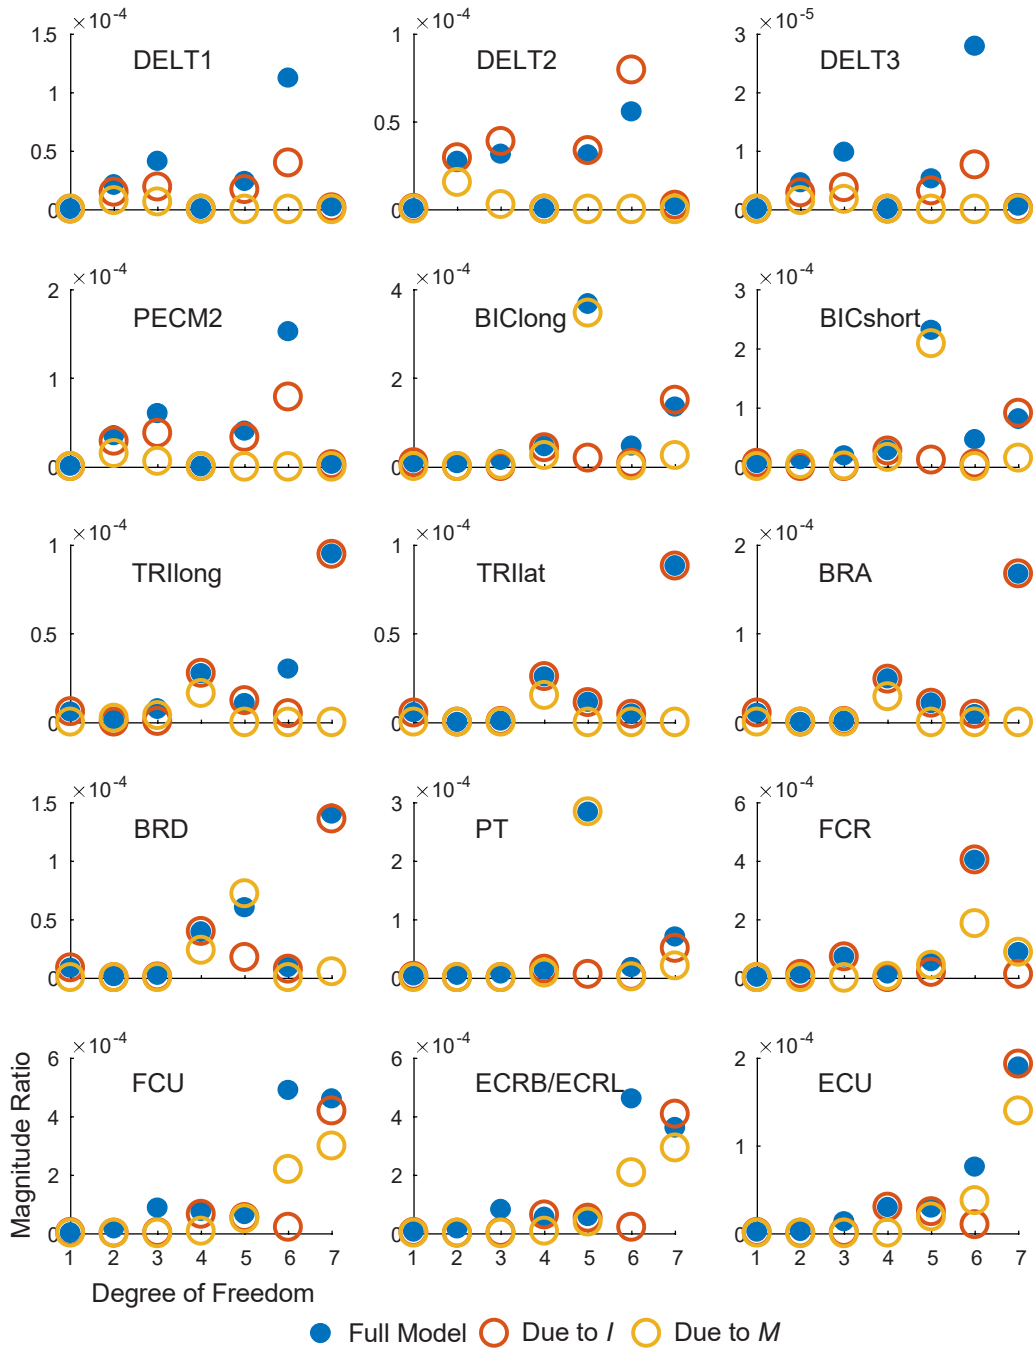 ×10-4 ×10-4 ×10-5
1.5 1 3
DELT1 DELT2 DELT3
1 2
0.5
0.5 1
0 0 0
×10-4 ×10-4 ×10-4
2 4 3
PECM2 BIClong BICshort
2
1 2
1
0 0 0
×10-4 ×10-4 ×10-4
1 1 2
TRIlong TRIlat BRA
0.5 0.5 1
0 0 0
×10-4 ×10-4 ×10-4
1.5 3 6
BRD PT FCR
1 2 4
0.5 1 2
0 0 0
×10-4 ×10-4 ×10-4
6 6 2
FCU ECRB/ECRL ECU
4 4
1
2 2
0 0 0
1 2 3 4 5 6 7 1 2 3 4 5 6 7 1 2 3 4 5 6 7
Magnitude Ratio
Degree of Freedom
Full Model Due to I Due to M